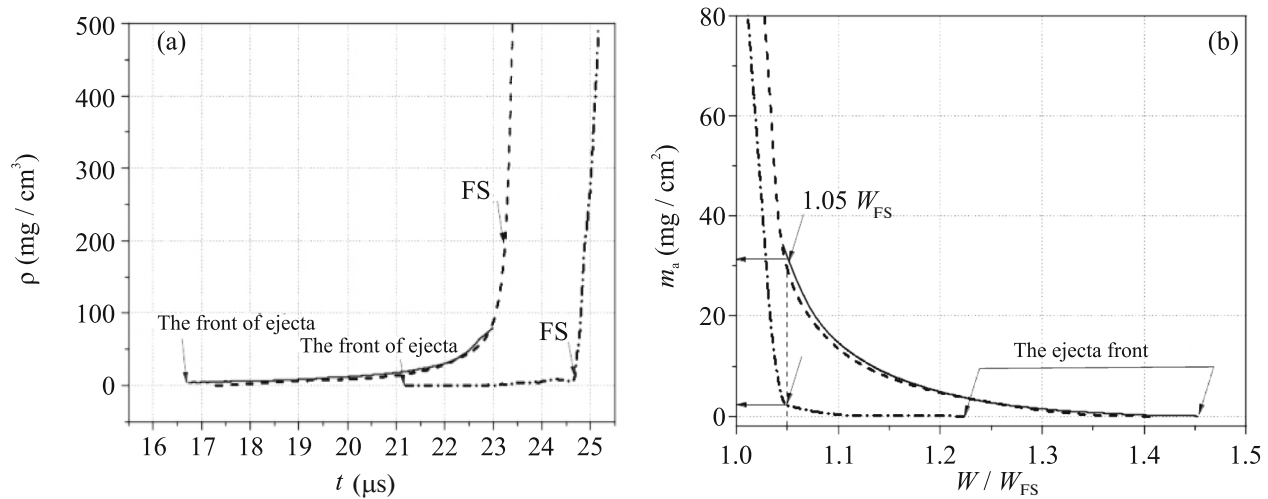 (a)
500
400
300
200
100
0
ρ (mg / cm³)
FS
The front of ejecta
The front of ejecta
FS
16 17 18 19 20 21 22 23 24 25
t (μs)
(b)
80
60
40
20
0
mₐ (mg / cm²)
1.05 W_FS
The ejecta front
1.0 1.1 1.2 1.3 1.4 1.5
W / W_FS